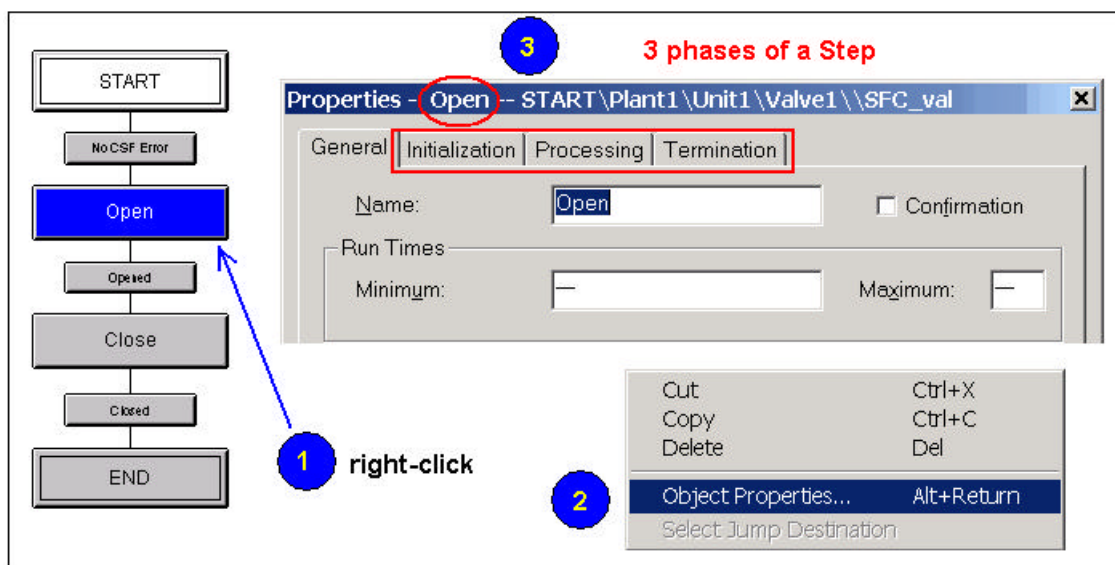 START
No CSF Error
Open
Opened
Close
Closed
END
1 right-click
3 3 phases of a Step
Properties - Open -- START\Plant1\Unit1\Valve1\\SFC_val
General Initialization Processing Termination
Name: Open Confirmation
Run Times
Minimum: --- Maximum: ---
2
Cut Ctrl+X
Copy Ctrl+C
Delete Del
Object Properties... Alt+Return
Select Jump Destination